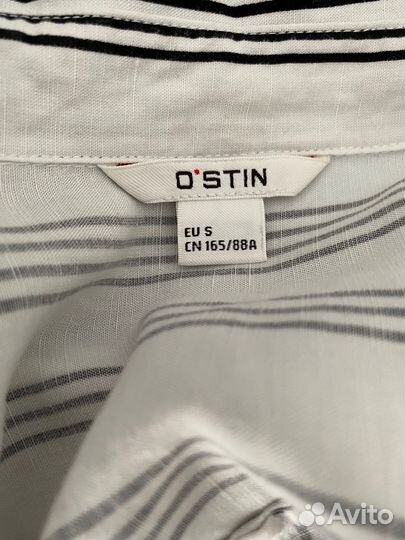 O'STIN
EU S
CN 165/88A
Avito